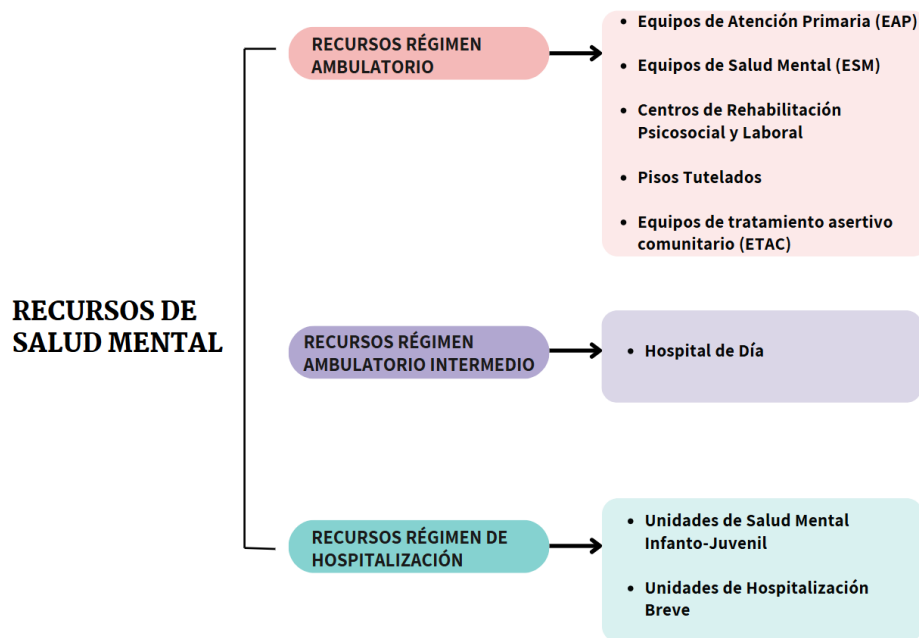 RECURSOS DE
SALUD MENTAL
RECURSOS RÉGIMEN
AMBULATORIO
• Equipos de Atención Primaria (EAP)
• Equipos de Salud Mental (ESM)
• Centros de Rehabilitación
Psicosocial y Laboral
• Pisos Tutelados
• Equipos de tratamiento asertivo
comunitario (ETAC)
RECURSOS RÉGIMEN
AMBULATORIO INTERMEDIO
• Hospital de Día
RECURSOS RÉGIMEN DE
HOSPITALIZACIÓN
• Unidades de Salud Mental
Infanto-Juvenil
• Unidades de Hospitalización
Breve